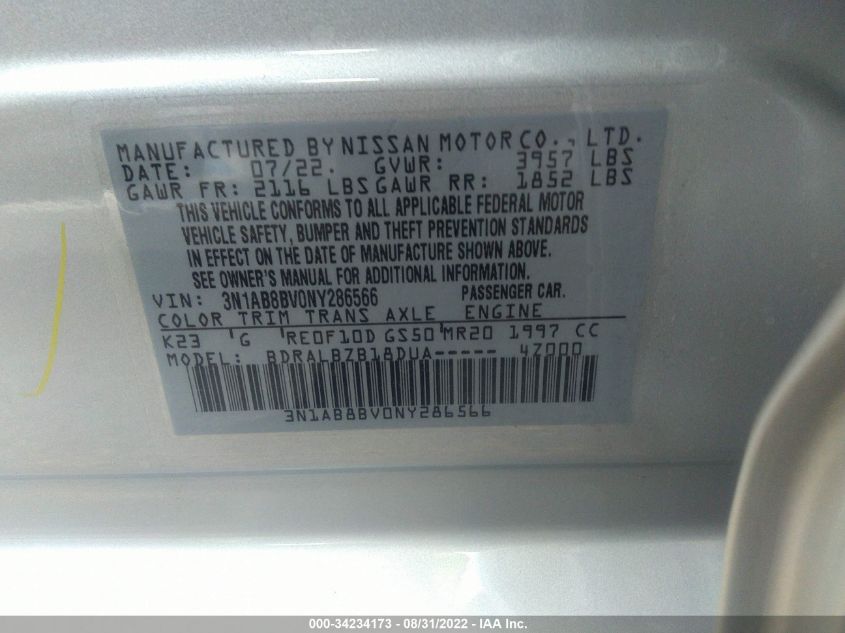 MANUFACTURED BY NISSAN MOTOR CO., LTD.
DATE: 07/22. GVWR: 3957 LBS
GAWR FR: 2116 LBS GAWR RR: 1852 LBS
THIS VEHICLE CONFORMS TO ALL APPLICABLE FEDERAL MOTOR
VEHICLE SAFETY, BUMPER AND THEFT PREVENTION STANDARDS
IN EFFECT ON THE DATE OF MANUFACTURE SHOWN ABOVE.
SEE OWNER'S MANUAL FOR ADDITIONAL INFORMATION.
VIN: 3N1AB8BV0NY286566 PASSENGER CAR.
COLOR TRIM TRANS AXLE ENGINE
K23 'G 'RE0F10D GS50'MR20 1997 CC
MODEL: BDRALBZB18DUA----- 4Z000
3N1AB8BV0NY286566
000-34234173 - 08/31/2022 - IAA Inc.